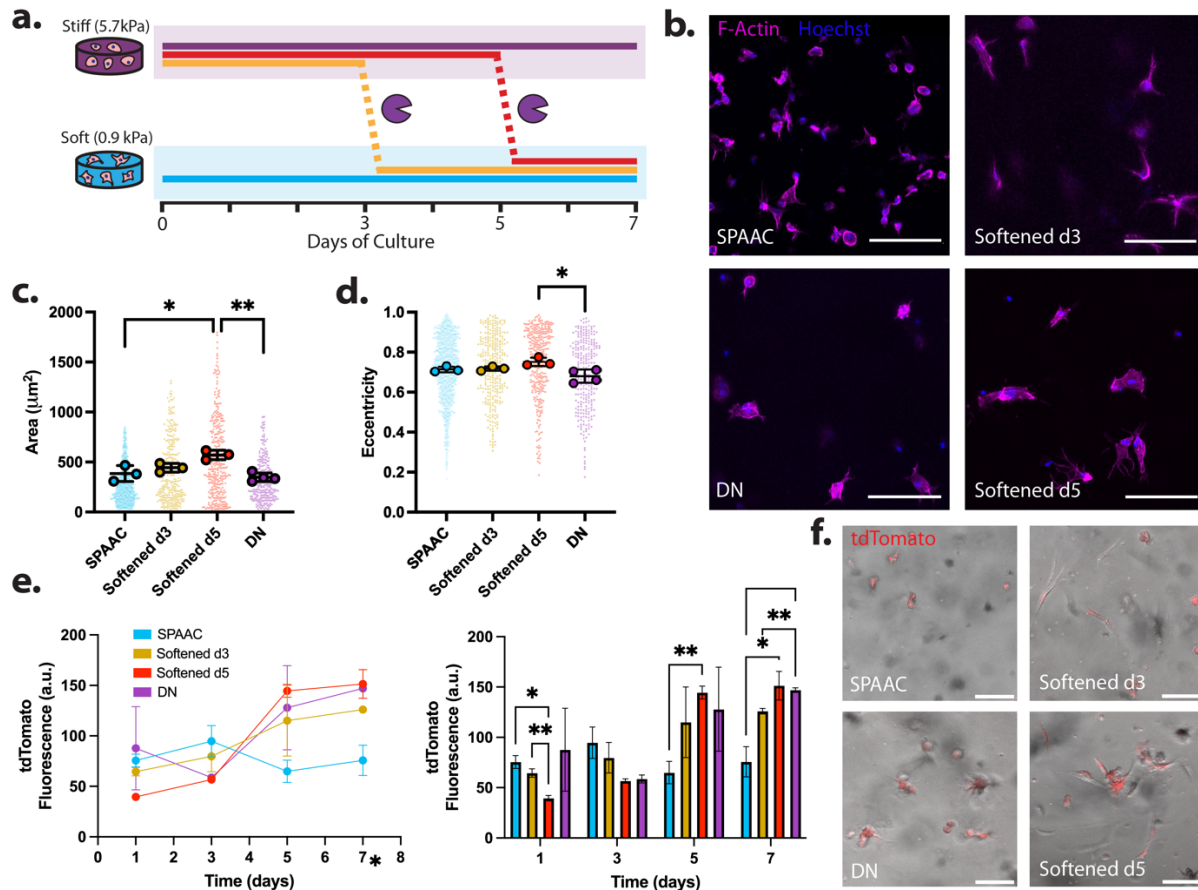 a.
Stiff (5.7kPa)
Soft (0.9 kPa)
0
3
5
7
Days of Culture
b.
F-Actin Hoechst
SPAAC
Softened d3
DN
Softened d5
c.
*
**
2000
1500
1000
500
0
Area (μm²)
SPAAC
Softened d3
Softened d5
DN
d.
*
1.0
0.8
0.6
0.4
0.2
0.0
Eccentricity
SPAAC
Softened d3
Softened d5
DN
e.
200
150
100
50
0
tdTomato
Fluorescence (a.u.)
SPAAC
Softened d3
Softened d5
DN
0 1 2 3 4 5 6 7 8
*
Time (days)
200
150
100
50
0
tdTomato
Fluorescence (a.u.)
*
**
**
**
*
1 3 5 7
Time (days)
f.
tdTomato
SPAAC
Softened d3
DN
Softened d5